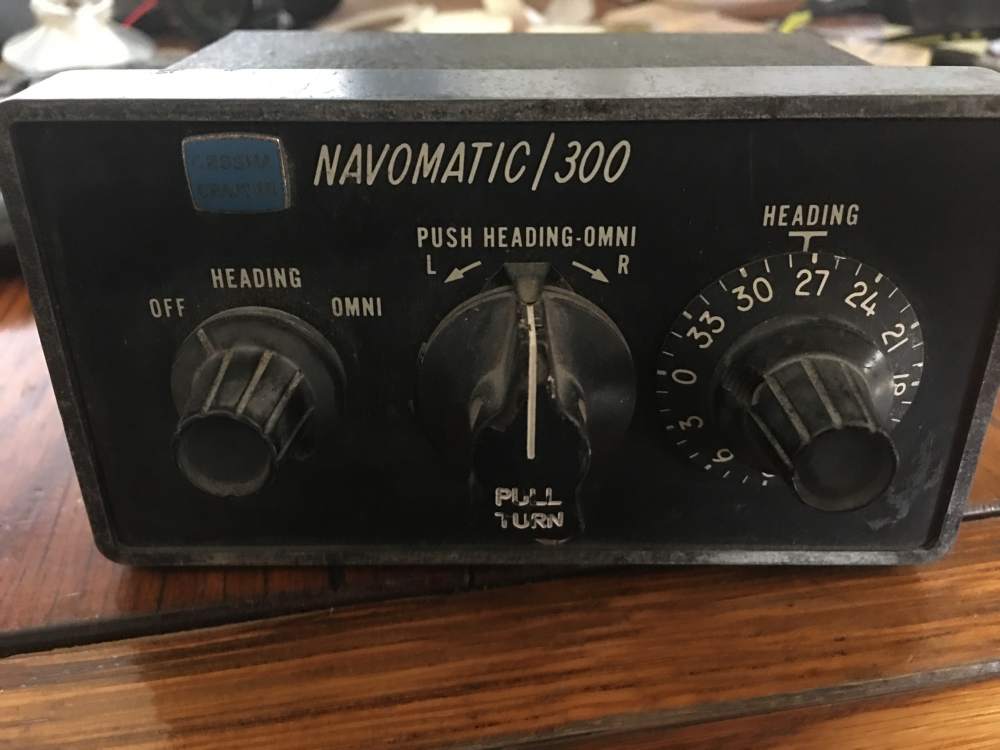 NAVOMATIC/300
HEADING
PUSH HEADING-OMNI
L R
HEADING
OFF OMNI
33 30 27 24 21
0
3
PULL
TURN